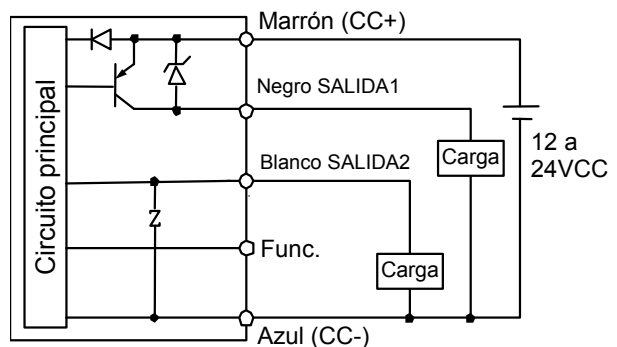 Marrón (CC+)
Circuito principal
Negro SALIDA1
12 a
24VCC
Carga
Blanco SALIDA2
Z
Func.
Carga
Azul (CC-)